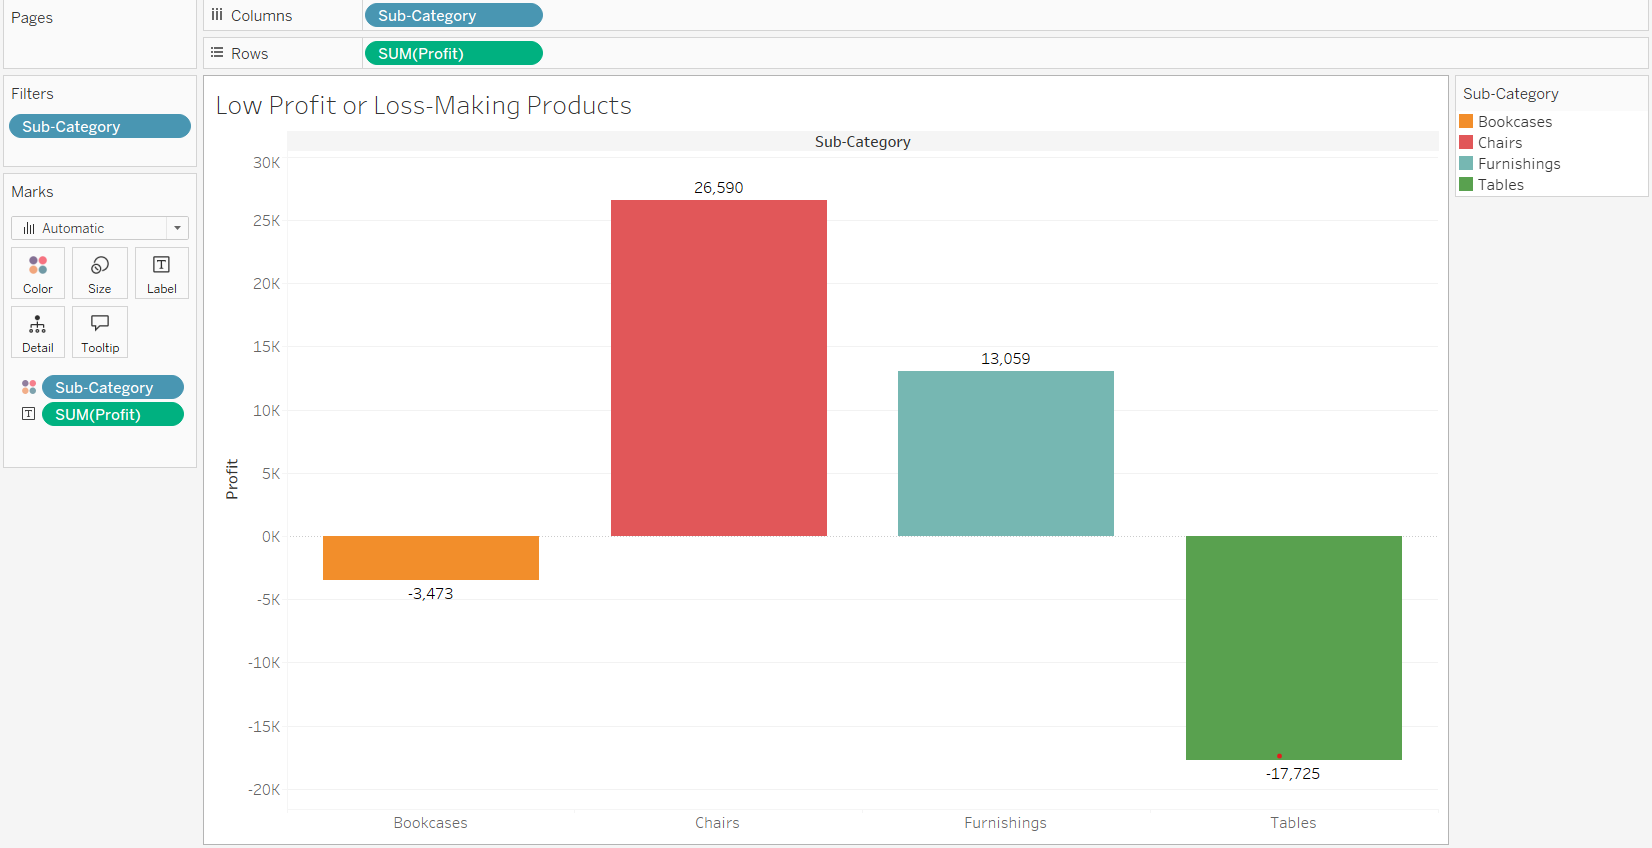 Pages
Columns
Sub-Category
Rows
SUM(Profit)
Filters
Sub-Category
Marks
Automatic
Color
Size
Label
Detail
Tooltip
Sub-Category
SUM(Profit)
Low Profit or Loss-Making Products
Sub-Category
30K
25K
20K
15K
10K
5K
0K
-5K
-10K
-15K
-20K
Profit
26,590
13,059
-3,473
-17,725
Bookcases
Chairs
Furnishings
Tables
Sub-Category
Bookcases
Chairs
Furnishings
Tables